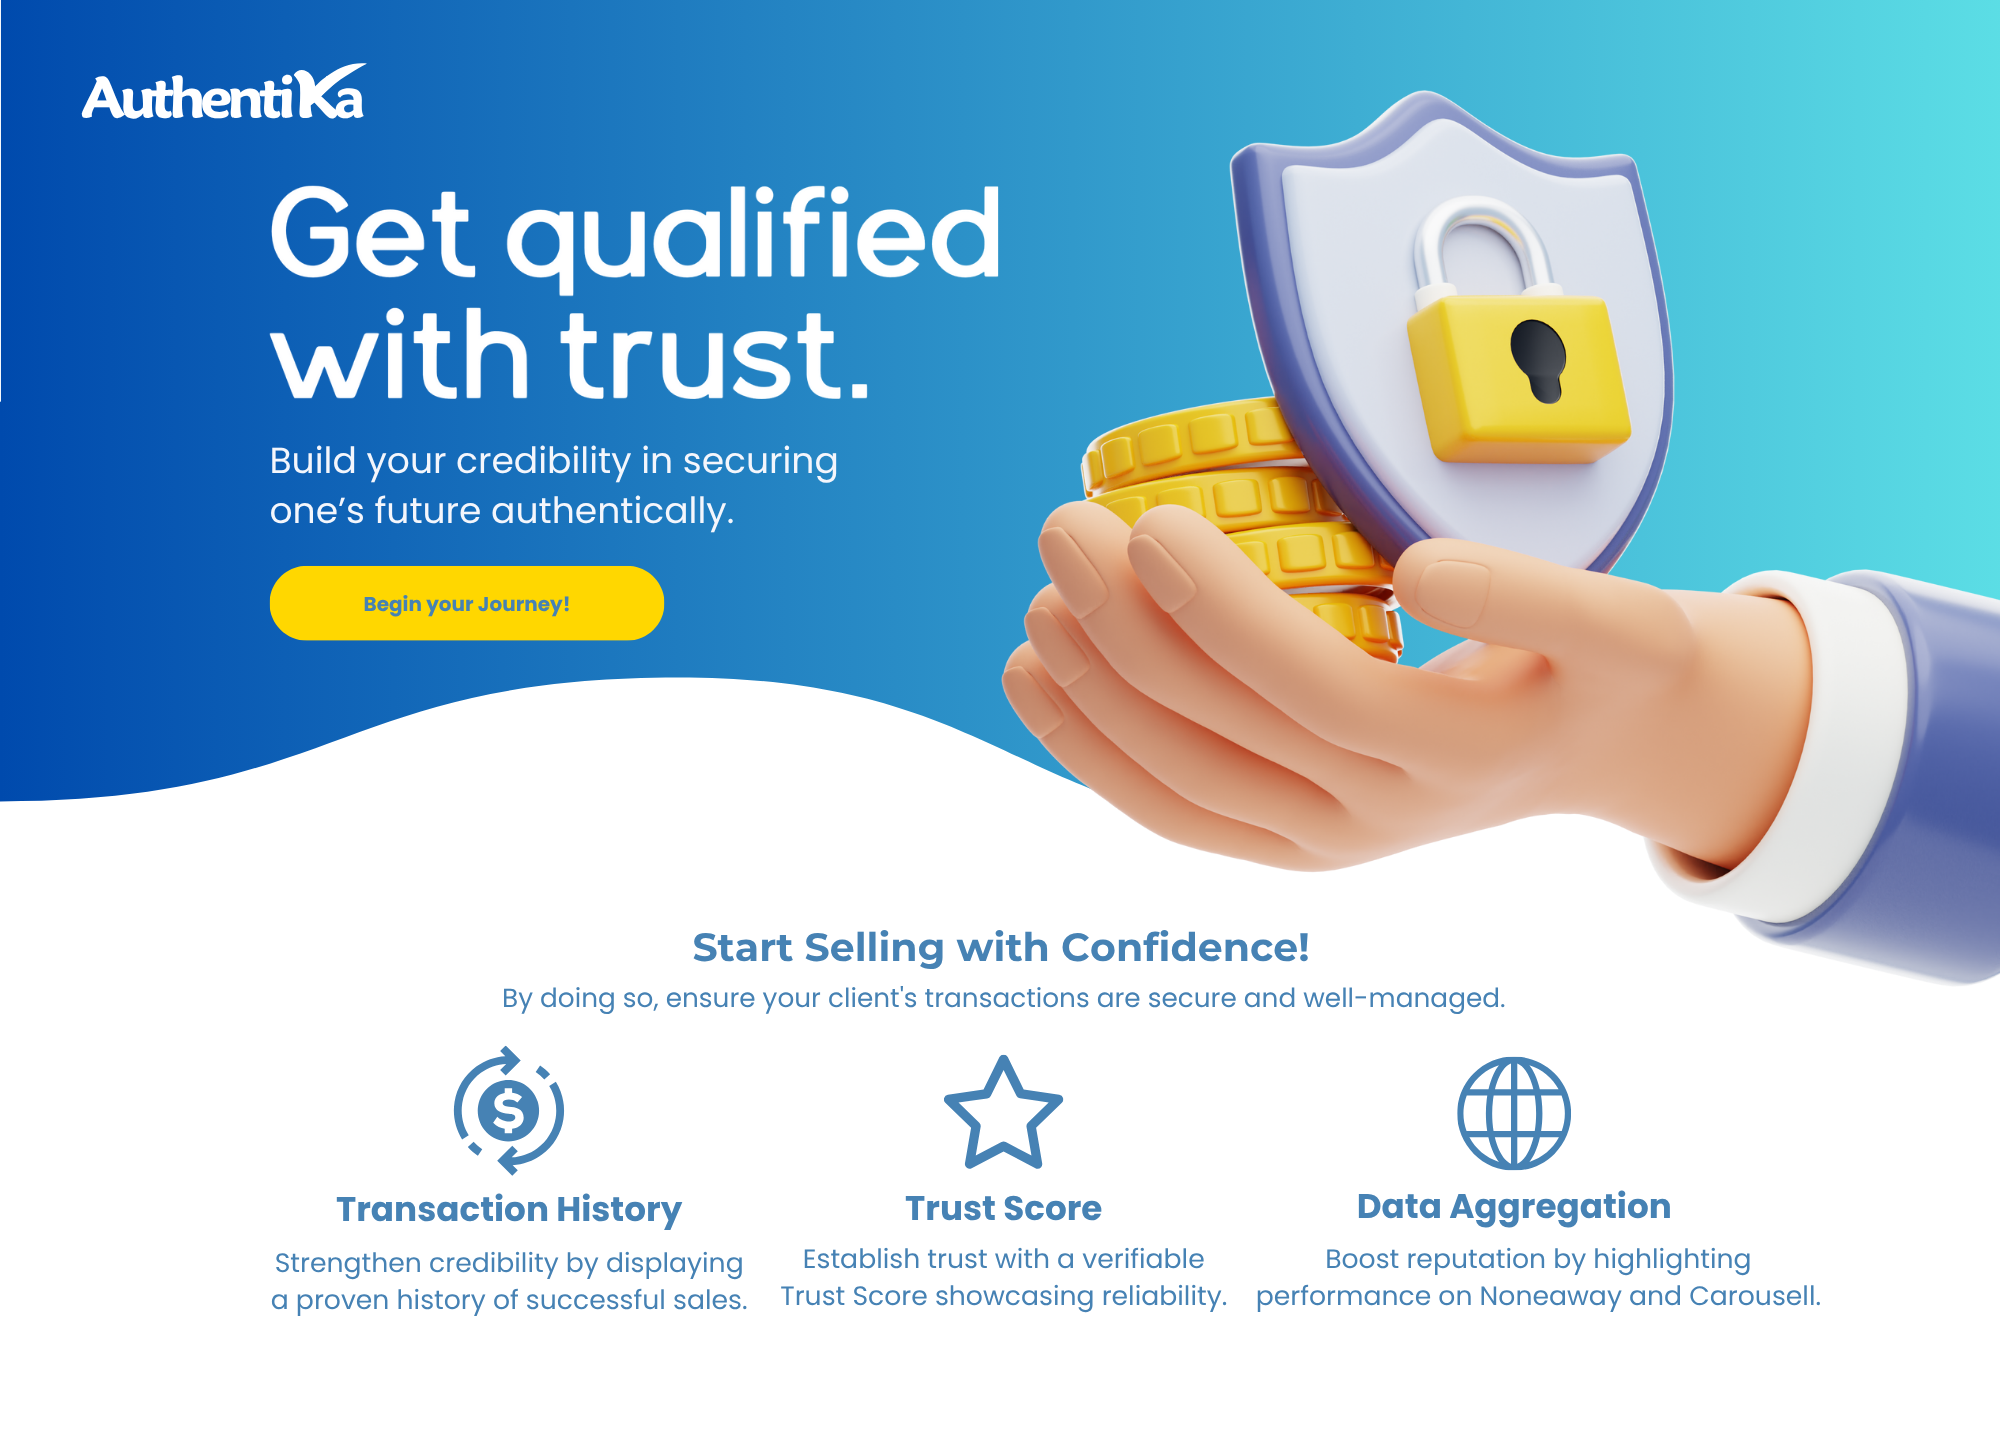 AuthentiKa
Get qualified
with trust.
Build your credibility in securing
one’s future authentically.
Begin your Journey!
Start Selling with Confidence!
By doing so, ensure your client's transactions are secure and well-managed.
$
Transaction History
Strengthen credibility by displaying
a proven history of successful sales.
Trust Score
Establish trust with a verifiable
Trust Score showcasing reliability.
Data Aggregation
Boost reputation by highlighting
performance on Noneaway and Carousell.